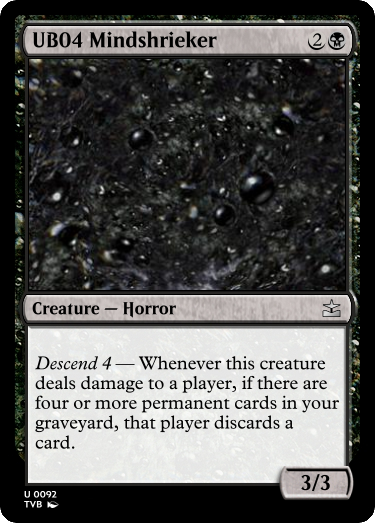 UB04 Mindshrieker 2
Creature — Horror
Descend 4 — Whenever this creature
deals damage to a player, if there are
four or more permanent cards in your
graveyard, that player discards a
card.
3/3
U 0092
TVB